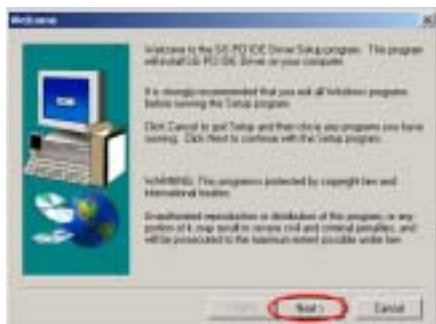 Welcome
Welcome to the SiS PCI IDE Driver Setup program. This program
will install SiS PCI IDE Driver on your computer.
It is strongly recommended that you exit all Windows programs
before running this Setup program.
Click Cancel to quit Setup and then close any programs you have
running. Click Next to continue with the Setup program.
WARNING: This program is protected by copyright law and
international treaties.
Unauthorized reproduction or distribution of this program, or any
portion of it, may result in severe civil and criminal penalties, and
will be prosecuted to the maximum extent possible under law.
Next >
Cancel